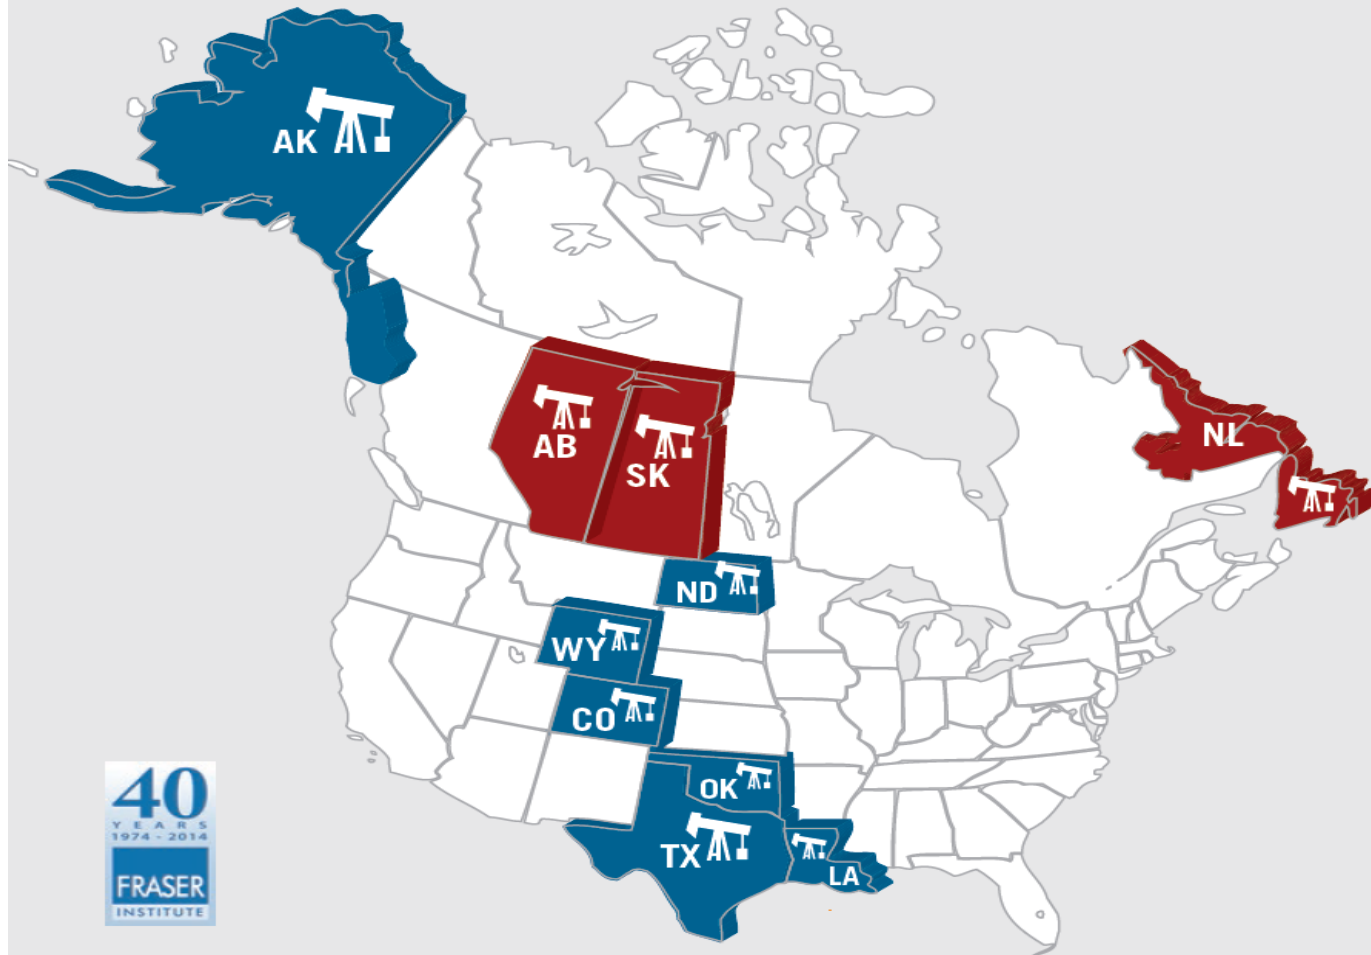 AK
AB
SK
NL
ND
WY
CO
OK
TX
LA
40
YEARS
1974 - 2014
FRASER
INSTITUTE